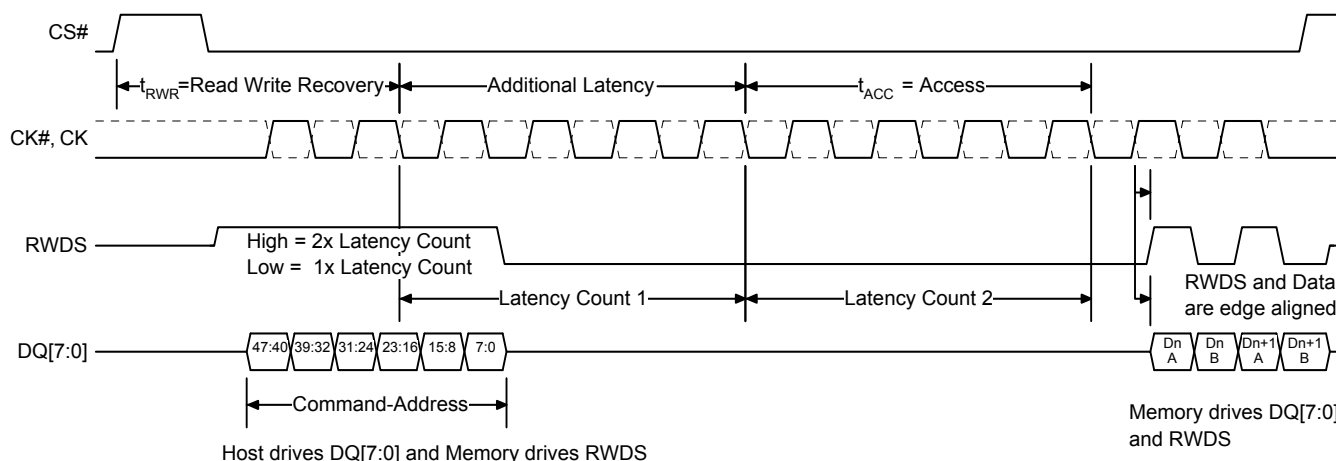 CS#
tRWR=Read Write Recovery
Additional Latency
tACC = Access
CK#, CK
RWDS
High = 2x Latency Count
Low = 1x Latency Count
Latency Count 1
Latency Count 2
RWDS and Data
are edge aligned
DQ[7:0]
47:40 39:32 31:24 23:16 15:8 7:0
Dn A
Dn B
Dn+1 A
Dn+1 B
Command-Address
Memory drives DQ[7:0]
and RWDS
Host drives DQ[7:0] and Memory drives RWDS